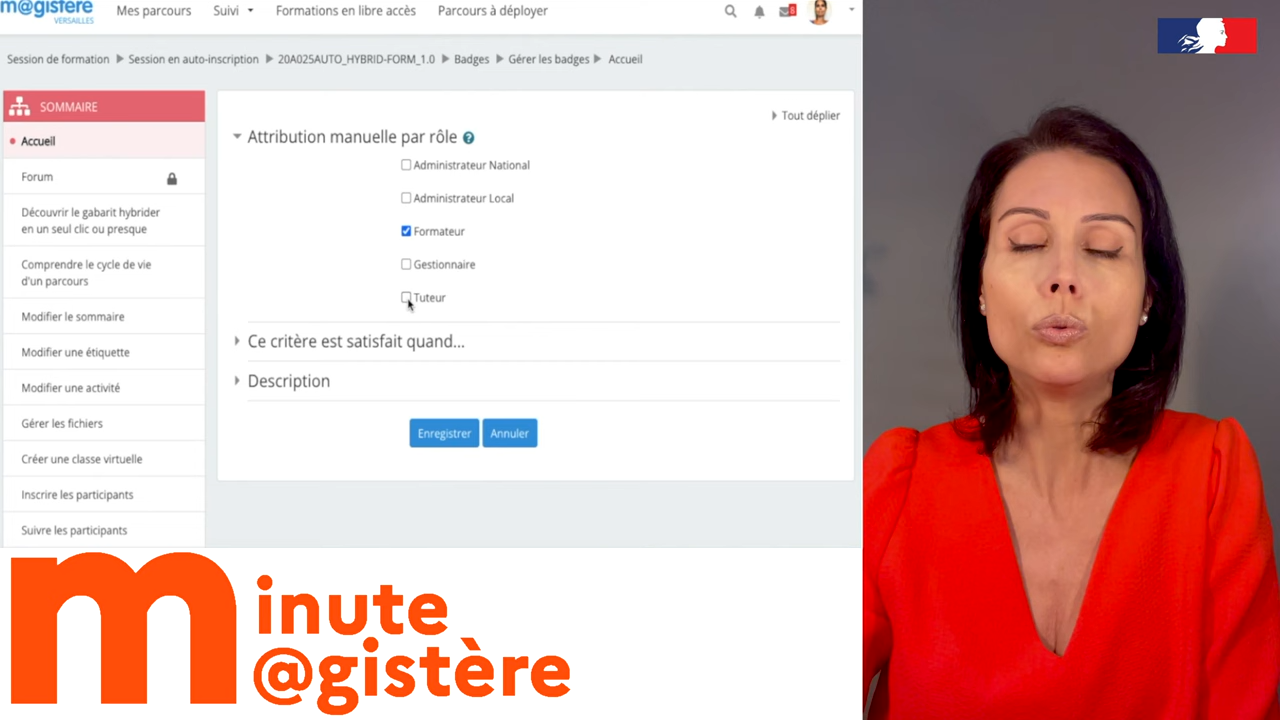 m@gistère
VERSAILLES
Mes parcours
Suivi
Formations en libre accès
Parcours à déployer
8
Session de formation
Session en auto-inscription
20A025AUTO_HYBRID-FORM_1.0
Badges
Gérer les badges
Accueil
SOMMAIRE
Accueil
Forum
Découvrir le gabarit hybrider
en un seul clic ou presque
Comprendre le cycle de vie
d'un parcours
Modifier le sommaire
Modifier une étiquette
Modifier une activité
Gérer les fichiers
Créer une classe virtuelle
Inscrire les participants
Suivre les participants
Tout déplier
Attribution manuelle par rôle
Administrateur National
Administrateur Local
Formateur
Gestionnaire
Tuteur
Ce critère est satisfait quand...
Description
Enregistrer
Annuler
minute
@gistère